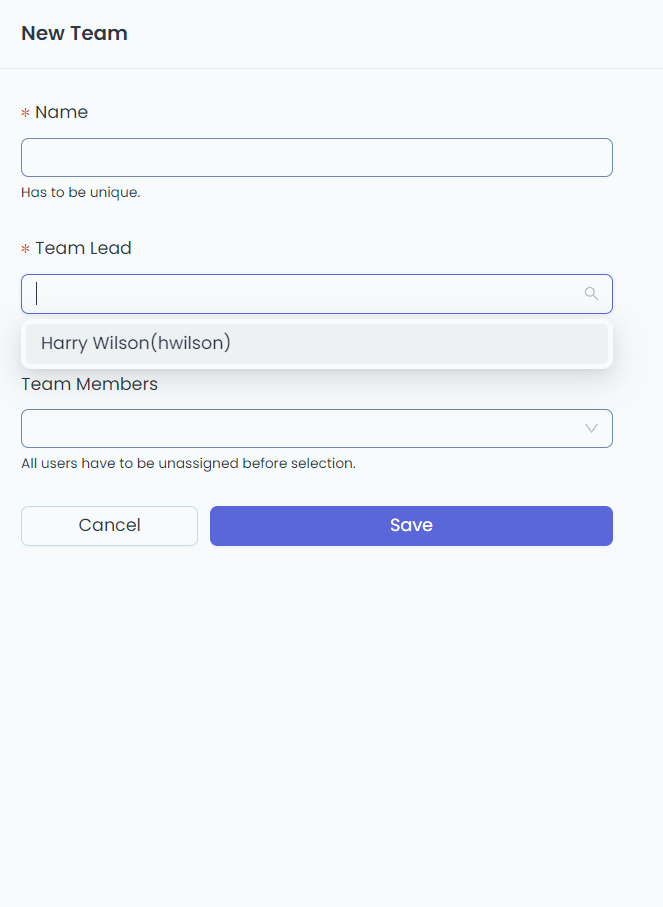 New Team
* Name
Has to be unique.
* Team Lead
Harry Wilson(hwilson)
Team Members
All users have to be unassigned before selection.
Cancel
Save